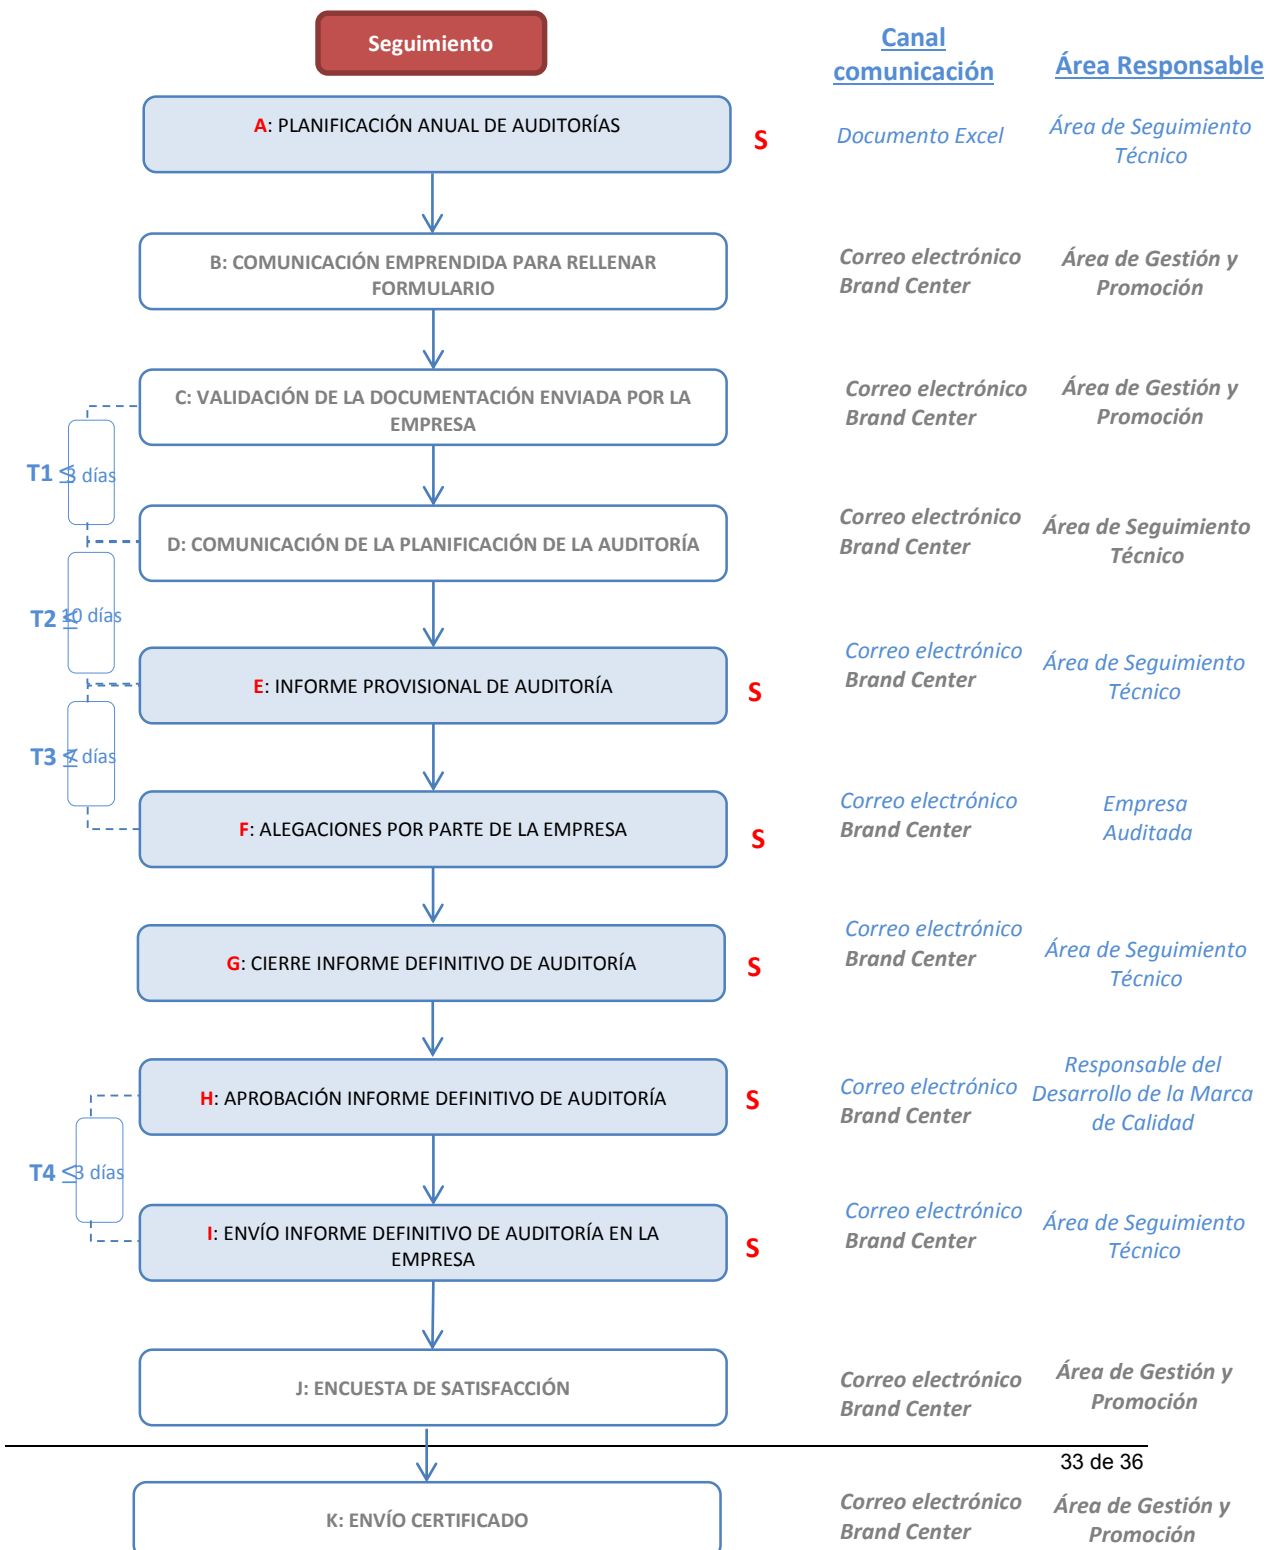 Seguimiento
Canal
comunicación
Área Responsable
A: PLANIFICACIÓN ANUAL DE AUDITORÍAS
S
Documento Excel
Área de Seguimiento
Técnico
B: COMUNICACIÓN EMPRENDIDA PARA RELLENAR
FORMULARIO
Correo electrónico
Brand Center
Área de Gestión y
Promoción
C: VALIDACIÓN DE LA DOCUMENTACIÓN ENVIADA POR LA
EMPRESA
Correo electrónico
Brand Center
Área de Gestión y
Promoción
T1 ≤
3 días
D: COMUNICACIÓN DE LA PLANIFICACIÓN DE LA AUDITORÍA
Correo electrónico
Brand Center
Área de Seguimiento
Técnico
T2 ≤
10 días
E: INFORME PROVISIONAL DE AUDITORÍA
S
Correo electrónico
Brand Center
Área de Seguimiento
Técnico
T3 ≤
7 días
F: ALEGACIONES POR PARTE DE LA EMPRESA
S
Correo electrónico
Brand Center
Empresa
Auditada
G: CIERRE INFORME DEFINITIVO DE AUDITORÍA
S
Correo electrónico
Brand Center
Área de Seguimiento
Técnico
H: APROBACIÓN INFORME DEFINITIVO DE AUDITORÍA
S
Correo electrónico
Brand Center
Responsable del
Desarrollo de la Marca
de Calidad
T4 ≤
3 días
I: ENVÍO INFORME DEFINITIVO DE AUDITORÍA EN LA
EMPRESA
S
Correo electrónico
Brand Center
Área de Seguimiento
Técnico
J: ENCUESTA DE SATISFACCIÓN
Correo electrónico
Brand Center
Área de Gestión y
Promoción
33 de 36
K: ENVÍO CERTIFICADO
Correo electrónico
Brand Center
Área de Gestión y
Promoción